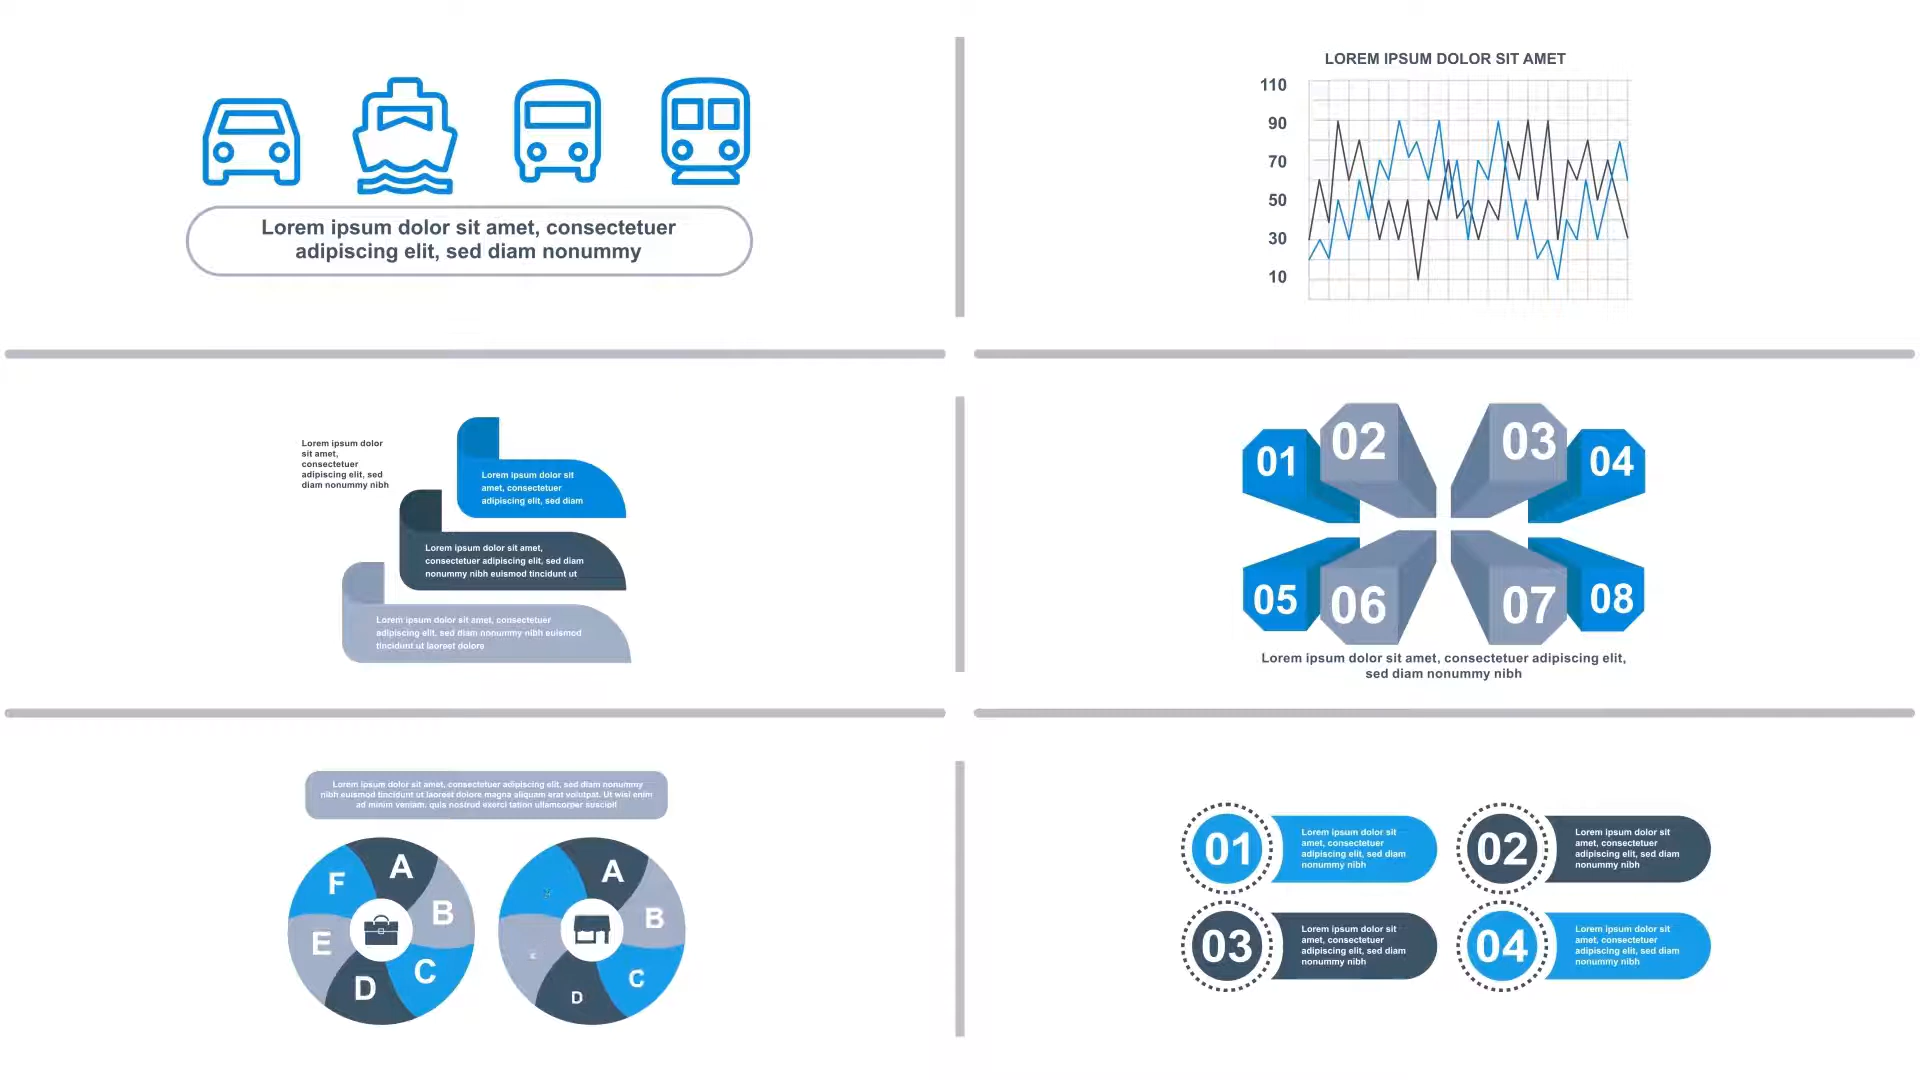 Lorem ipsum dolor sit amet, consectetuer
adipiscing elit, sed diam nonummy
LOREM IPSUM DOLOR SIT AMET
110
90
70
50
30
10
Lorem ipsum dolor
sit amet,
consectetuer
adipiscing elit, sed
diam nonummy nibh
Lorem ipsum dolor sit
amet, consectetuer
adipiscing elit, sed diam
Lorem ipsum dolor sit amet,
consectetuer adipiscing elit, sed diam
nonummy nibh euismod tincidunt ut
Lorem ipsum dolor sit amet, consectetuer
adipiscing elit, sed diam nonummy nibh euismod
tincidunt ut laoreet dolore
01
02
03
04
05
06
07
08
Lorem ipsum dolor sit amet, consectetuer adipiscing elit,
sed diam nonummy nibh
Lorem ipsum dolor sit amet, consectetuer adipiscing elit, sed diam nonummy
nibh euismod tincidunt ut laoreet dolore magna aliquam erat volutpat. Ut wisi enim
ad minim veniam, quis nostrud exerci tation ullamcorper suscipit
A
B
C
D
E
F
A
B
C
D
E
01
Lorem ipsum dolor sit
amet, consectetuer
adipiscing elit, sed diam
nonummy nibh
02
Lorem ipsum dolor sit
amet, consectetuer
adipiscing elit, sed diam
nonummy nibh
03
Lorem ipsum dolor sit
amet, consectetuer
adipiscing elit, sed diam
nonummy nibh
04
Lorem ipsum dolor sit
amet, consectetuer
adipiscing elit, sed diam
nonummy nibh